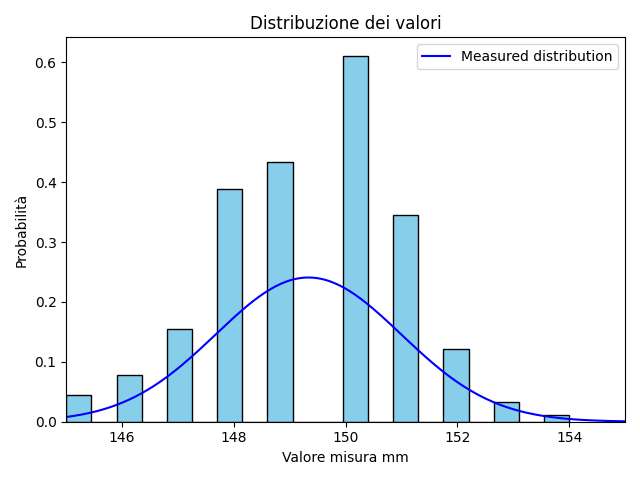 Distribuzione dei valori
Measured distribution
0.6
0.5
0.4
0.3
0.2
0.1
0.0
Probabilità
146 148 150 152 154
Valore misura mm